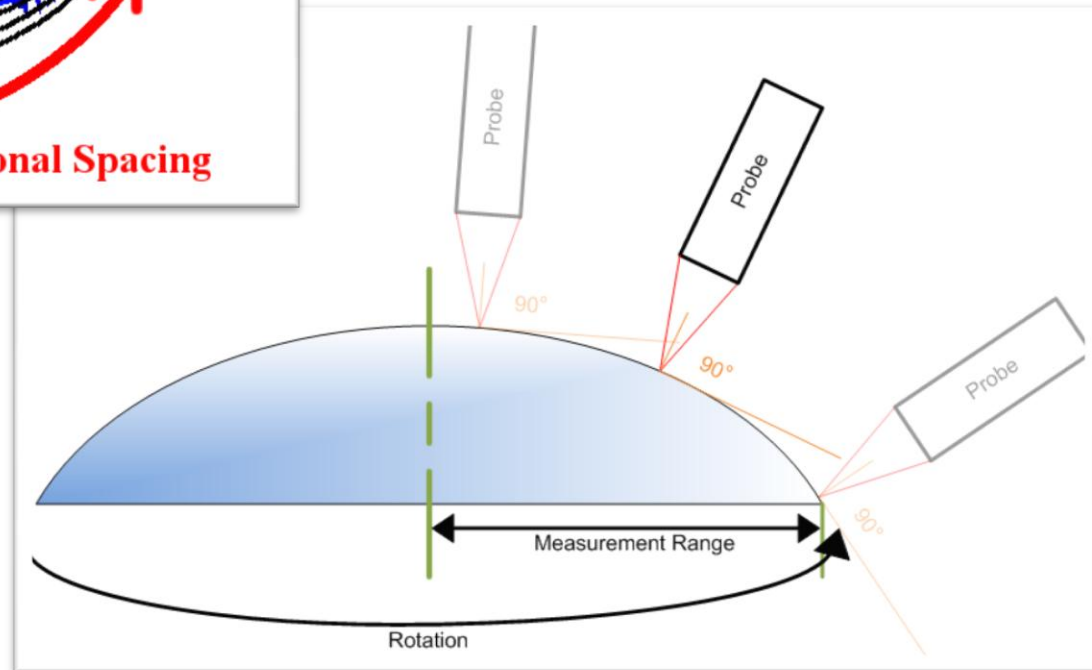 onal Spacing
Probe
Probe
Probe
90°
90°
90°
Measurement Range
Rotation